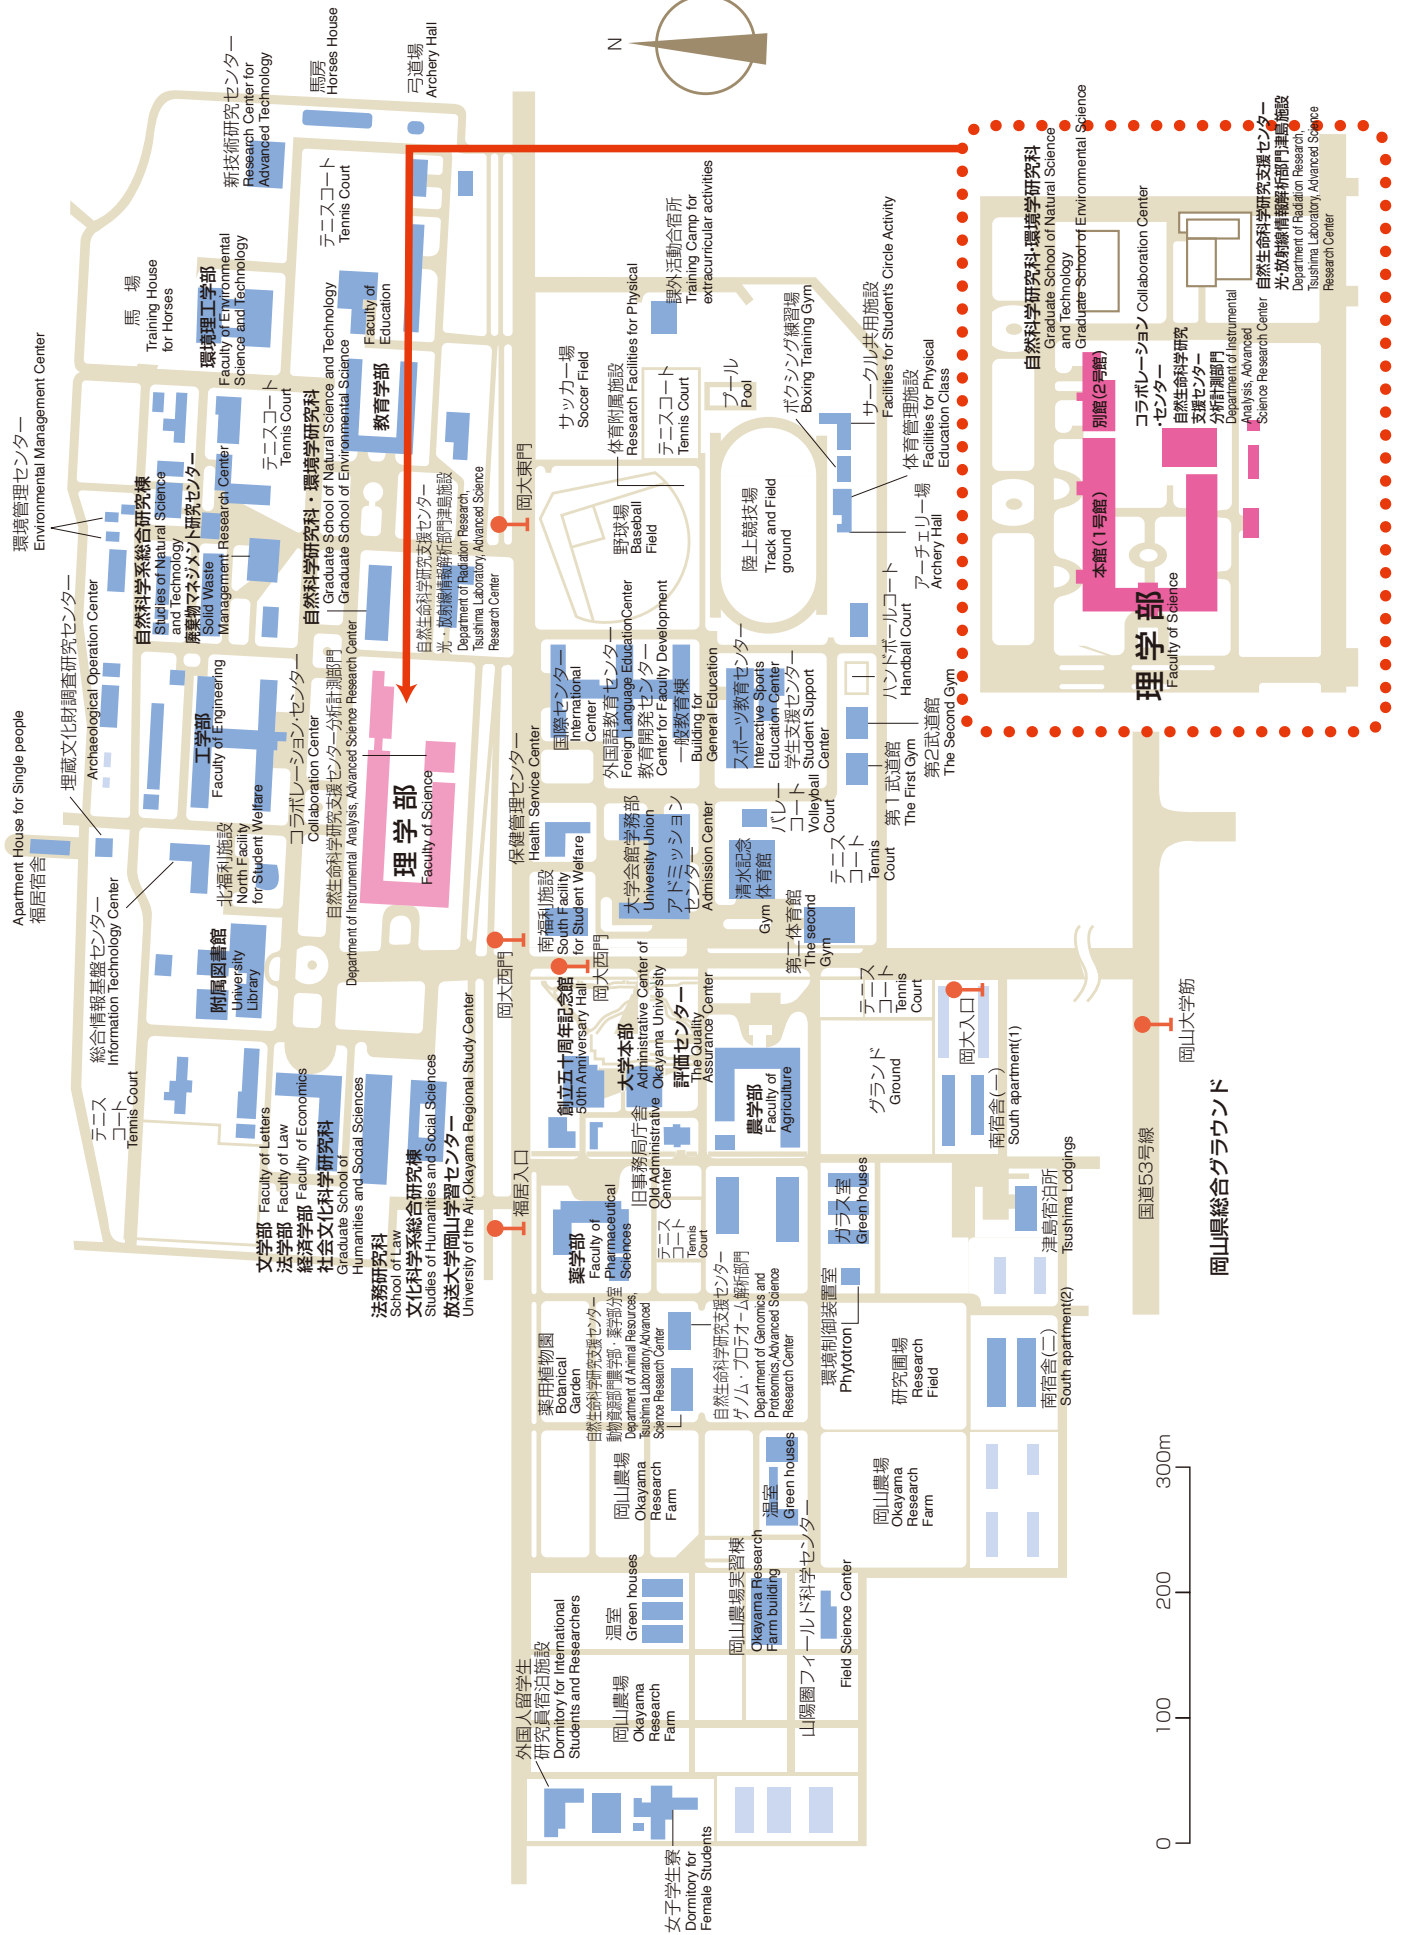 Apartment House for Single people
福居宿舎
埋蔵文化財調査研究センター
Archaeological Operation Center
環境管理センター
Environmental Management Center
総合情報基盤センター
Information Technology Center
テニス
コート
Tennis Court
附属図書館
University
Library
北福利施設
North Facility
for Student Welfare
工学部
Faculty of Engineering
自然科学系総合研究棟
Studies of Natural Science
and Technology
廃棄物マネジメント研究センター
Solid Waste
Management Research Center
馬　場
Training House
for Horses
環境理工学部
Faculty of Environmental
Science and Technology
新技術研究センター
Research Center for
Advanced Technology
馬房
Horses House
弓道場
Archery Hall
テニスコート
Tennis Court
テニスコート
Tennis Court
自然科学研究科・環境学研究科
Graduate School of Natural Science and Technology
Graduate School of Environmental Science
Faculty of
Education
教育学部
コラボレーション・センター
Collaboration Center
自然生命科学研究支援センター分析計測部門
Department of Instrumental Analysis, Advanced Science Research Center
理学部
Faculty of Science
自然生命科学研究支援センター
光・放射線情報解析部門津島施設
Department of Radiation Research,
Tsushima Laboratory, Advanced Science
Research Center
文学部 Faculty of Letters
法学部 Faculty of Law
経済学部 Faculty of Economics
社会文化科学研究科
Graduate School of
Humanities and Social Sciences
法務研究科
School of Law
文化科学系総合研究棟
Studies of Humanities and Social Sciences
放送大学岡山学習センター
University of the Air,Okayama Regional Study Center
福居入口
岡大西門
岡大西門
岡大東門
保健管理センター
Health Service Center
南福利施設
South Facility
for Student Welfare
国際センター
International
Center
外国語教育センター
Foreign Language EducationCenter
教育開発センター
Center for Faculty Development
一般教育棟
Building for
General Education
大学会館学務部
University Union
アドミッション
センター
Admission Center
スポーツ教育センター
Interactive Sports
Education Center
学生支援センター
Student Support
Center
清水記念
体育館
Gym
バレー
コート
Volleyball
Court
第二体育館
The second
Gym
テニス
コート
Tennis
Court
第1武道館
The First Gym
第2武道館
The Second Gym
ハンドボールコート
Handball Court
アーチェリー場
Archery Hall
体育管理施設
Facilities for Physical
Education Class
サークル共用施設
Facilities for Student's Circle Activity
ボクシング練習場
Boxing Training Gym
プール
Pool
陸上競技場
Track and Field
ground
野球場
Baseball
Field
サッカー場
Soccer Field
体育附属施設
Research Facilities for Physical
テニスコート
Tennis Court
課外活動合宿所
Training Camp for
extracurricular activities
N
創立五十周年記念館
50th Anniversary Hall
大学本部
Administrative Center of
Okayama University
評価センター
The Quality
Assurance Center
旧事務局庁舎
Old Administrative
Center
農学部
Faculty of
Agriculture
薬学部
Faculty of
Pharmaceutical
Sciences
テニス
コート
Tennis
Court
薬用植物園
Botanical
Garden
自然生命科学研究支援センター
動物資源部門農学部・薬学部分室
Department of Animal Resources,
Tsushima Laboratory,Advanced
Science Research Center
自然生命科学研究支援センター
ゲノム・プロテオーム解析部門
Department of Genomics and
Proteomics,Advanced Science
Research Center
ガラス室
Green houses
環境制御装置室
Phytotron
グランド
Ground
テニス
コート
Tennis
Court
岡大入口
南宿舎(一)
South apartment(1)
津島宿泊所
Tsushima Lodgings
南宿舎(二)
South apartment(2)
研究圃場
Research
Field
岡山農場
Okayama
Research
Farm
岡山農場
Okayama
Research
Farm
岡山農場
Okayama
Research
Farm
温室
Green houses
温室
Green houses
岡山農場実習棟
Okayama Research
Farm building
山陽圏フィールド科学センター
Field Science Center
外国人留学生
研究員宿泊施設
Dormitory for International
Students and Researchers
女子学生寮
Dormitory for
Female Students
国道53号線
岡山大学筋
岡山県総合グラウンド
0
100
200
300m
自然科学研究科・環境学研究科
Graduate School of Natural Science
and Technology
Graduate School of Environmental Science
本館(1号館)
別館(2号館)
コラボレーション Collaboration Center
・センター
自然生命科学研究
支援センター
分析計測部門
Department of Instrumental
Analysis, Advanced
Science Research Center
自然生命科学研究支援センター
光・放射線情報解析部門津島施設
Department of Radiation Research,
Tsushima Laboratory, Advanced Science
Research Center
理学部
Faculty of Science